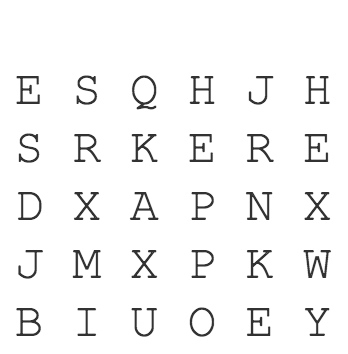 E S Q H J H
S R K E R E
D X A P N X
J M X P K W
B I U O E Y